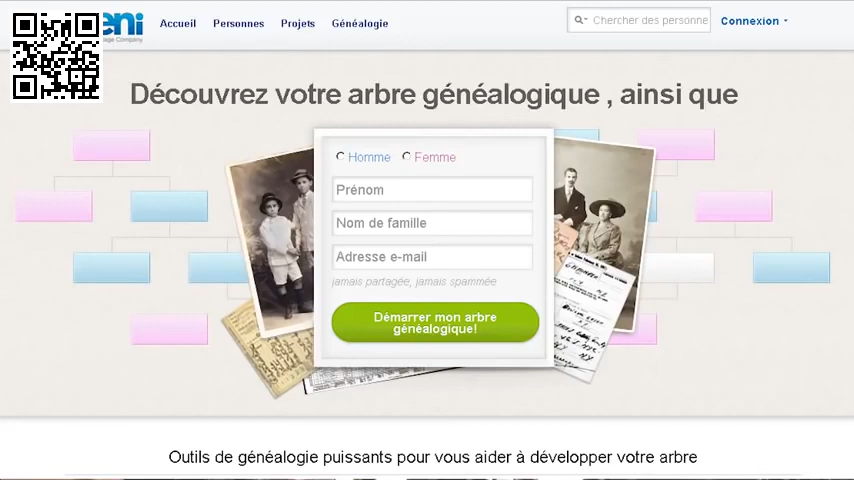 Accueil Personnes Projets Généalogie
Chercher des personne
Connexion
Découvrez votre arbre généalogique , ainsi que
Homme Femme
Prénom
Nom de famille
Adresse e-mail
jamais partagée, jamais spammée
Démarrer mon arbre
généalogique!
Outils de généalogie puissants pour vous aider à développer votre arbre